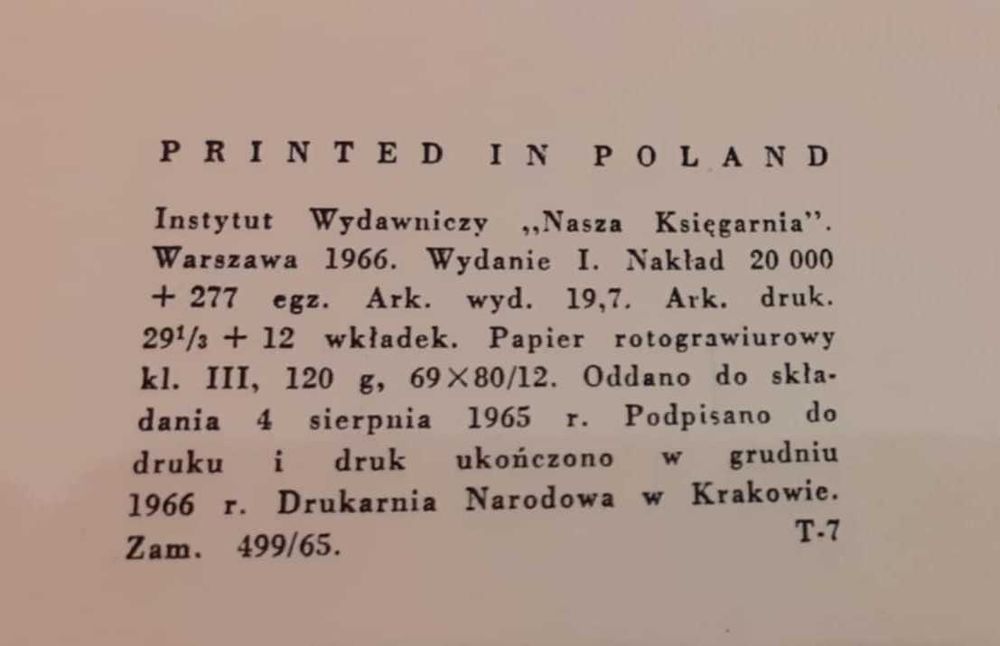 PRINTED IN POLAND
Instytut Wydawniczy „Nasza Księgarnia”.
Warszawa 1966. Wydanie I. Nakład 20 000
+ 277 egz. Ark. wyd. 19,7. Ark. druk.
29¹/₃ + 12 wkładek. Papier rotograwiurowy
kl. III, 120 g, 69×80/12. Oddano do skła-
dania 4 sierpnia 1965 r. Podpisano do
druku i druk ukończono w grudniu
1966 r. Drukarnia Narodowa w Krakowie.
Zam. 499/65. T-7